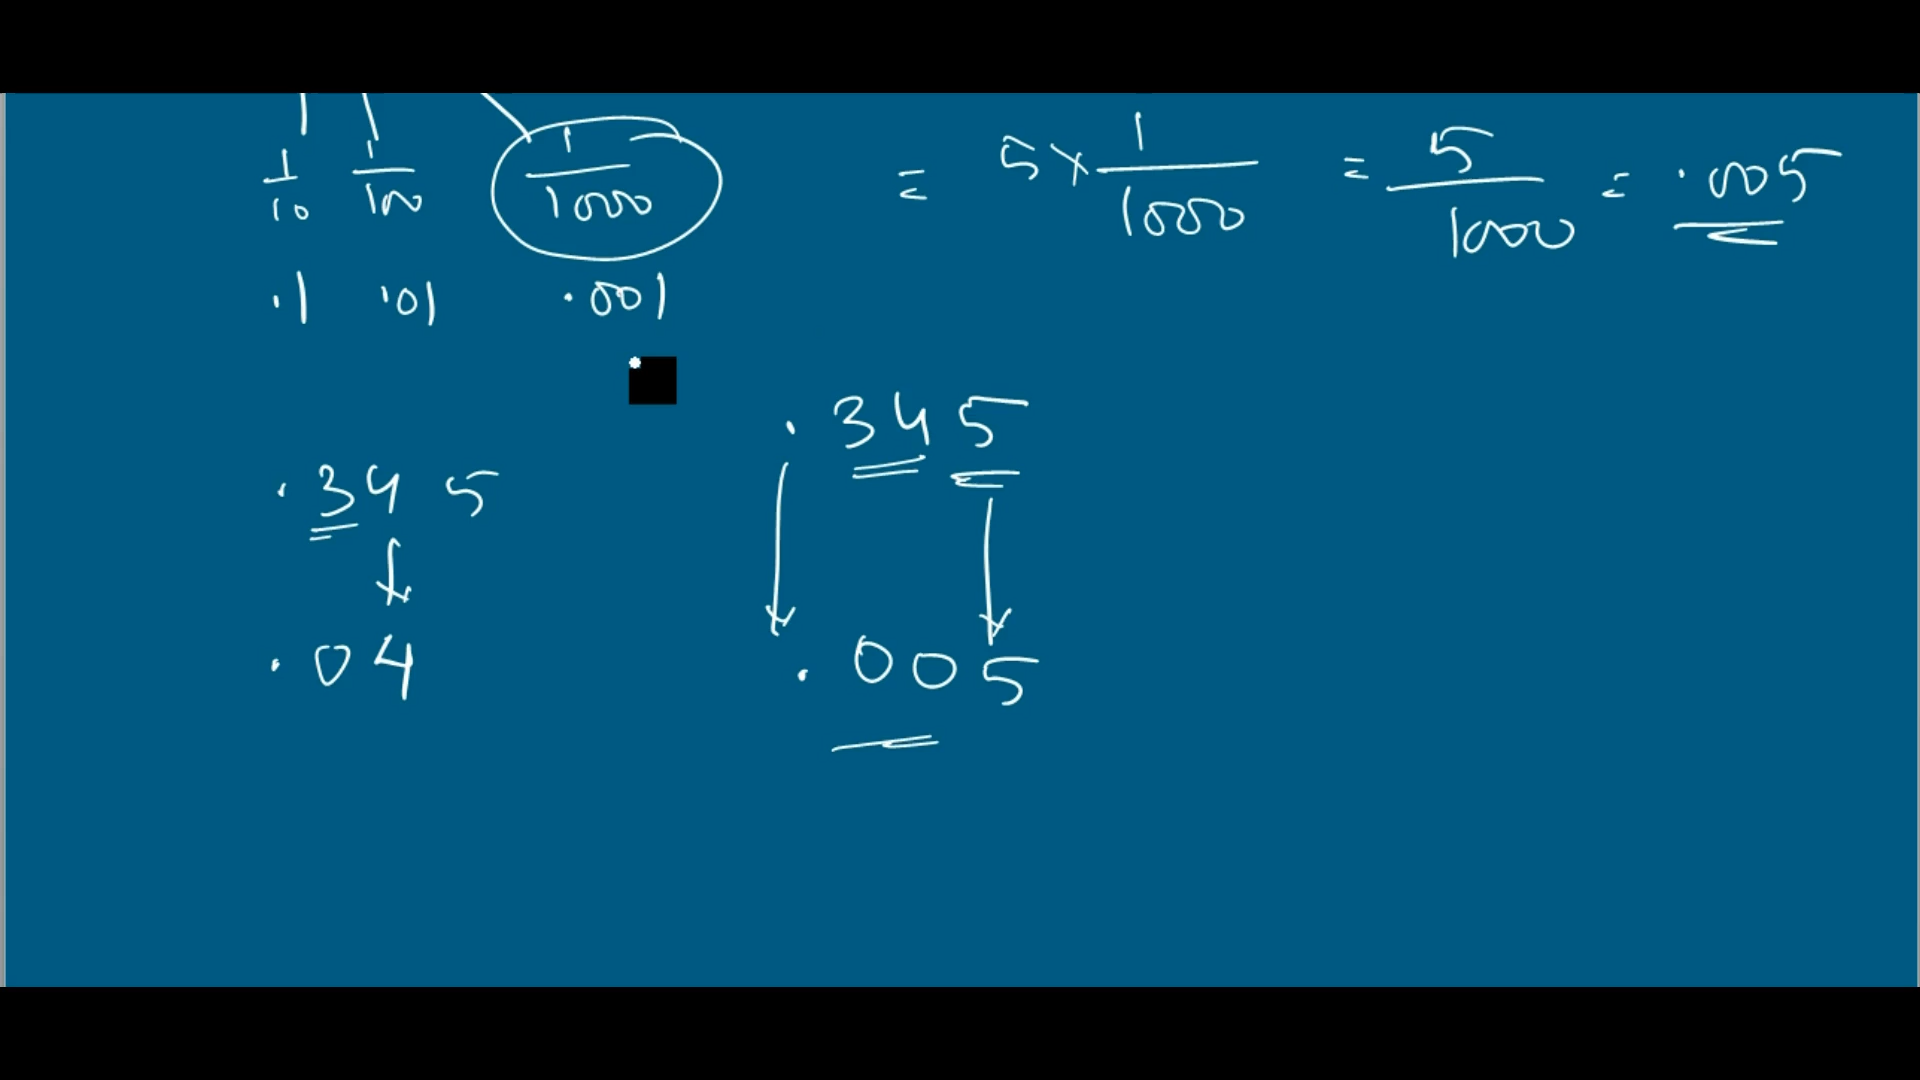 1/10 1/100 1/1000 = 5 × 1/1000 = 5/1000 = .005
.1 .01 .001
.345 .345
.04 .005